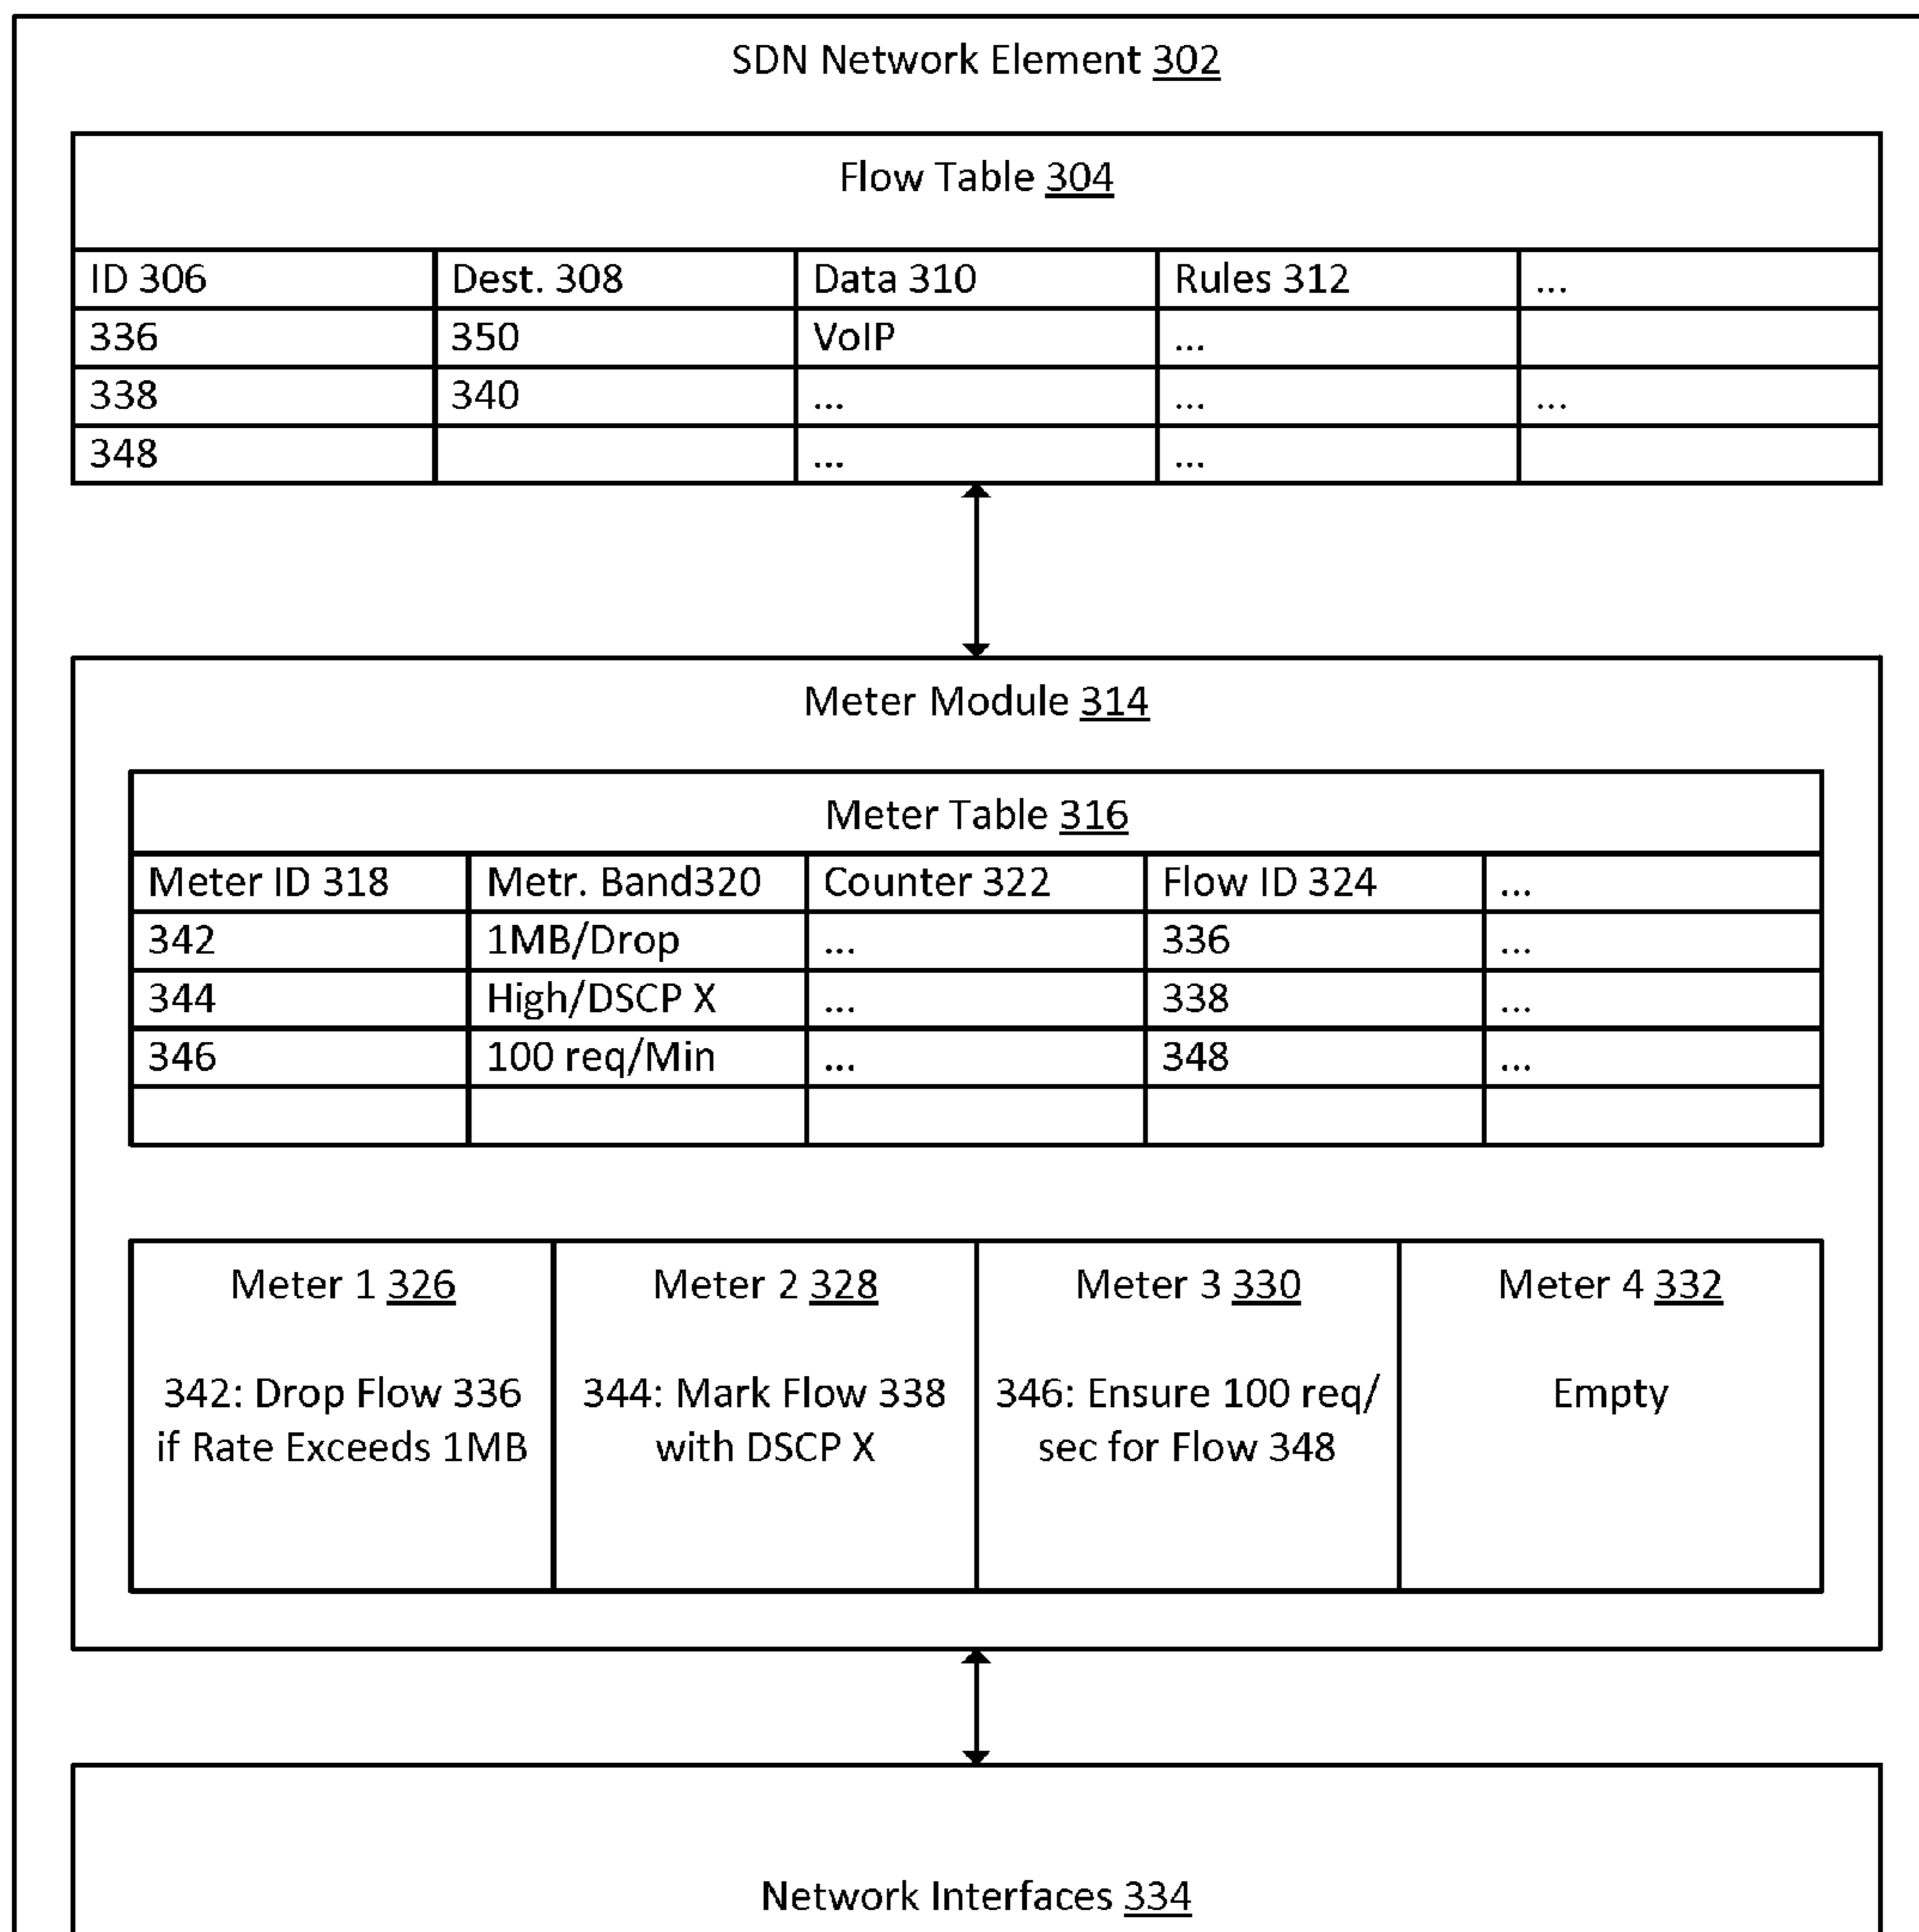 SDN Network Element 302
Flow Table 304
ID 306 Dest. 308 Data 310 Rules 312 ...
336 350 VoIP ...
338 340 ... ... ...
348 ... ...
Meter Module 314
Meter Table 316
Meter ID 318 Metr. Band320 Counter 322 Flow ID 324 ...
342 1MB/Drop ... 336 ...
344 High/DSCP X ... 338 ...
346 100 req/Min ... 348 ...
Meter 1 326
342: Drop Flow 336
if Rate Exceeds 1MB
Meter 2 328
344: Mark Flow 338
with DSCP X
Meter 3 330
346: Ensure 100 req/
sec for Flow 348
Meter 4 332
Empty
Network Interfaces 334